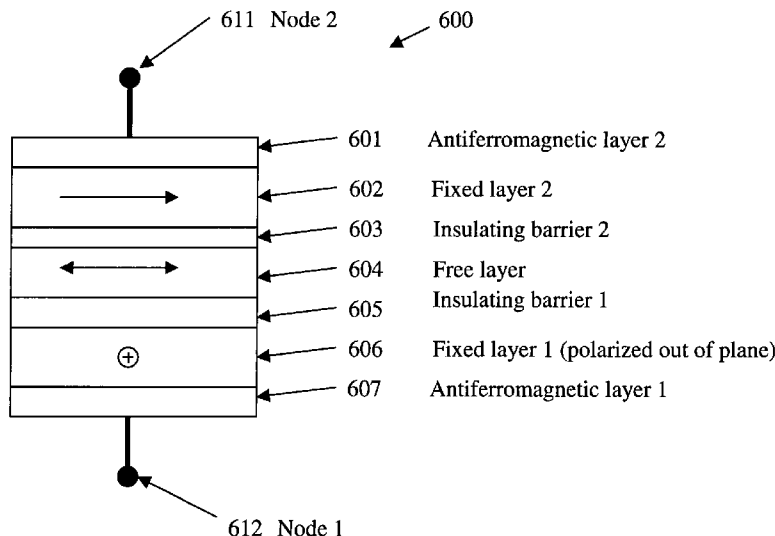 611 Node 2
600
601 Antiferromagnetic layer 2
602 Fixed layer 2
603 Insulating barrier 2
604 Free layer
605 Insulating barrier 1
606 Fixed layer 1 (polarized out of plane)
607 Antiferromagnetic layer 1
612 Node 1